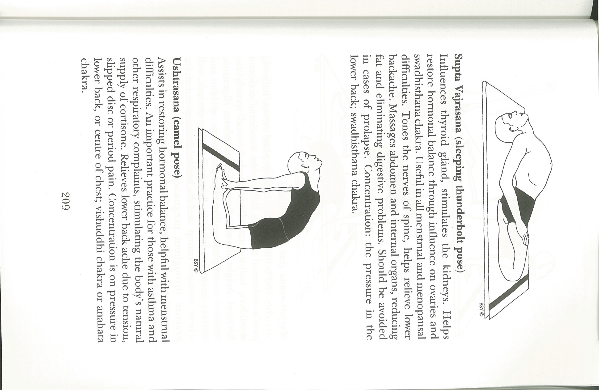 Supta Vajrasana (sleeping thunderbolt pose)
Influences thyroid gland, stimulates the kidneys. Helps
restore hormonal balance through influence on ovaries and
swadhisthana chakra. Useful in all menstrual and menopausal
difficulties. Tones the nerves of spine, helps relieve lower
backache. Massages abdomen and internal organs, reducing
fat and eliminating digestive problems. Should be avoided
in cases of prolapse. Concentration: the pressure in the
lower back; swadhisthana chakra.
Ushtrasana (camel pose)
Assists in restoring hormonal balance, helpful with menstrual
difficulties. An important practice for those with asthma and
other respiratory complaints, stimulating the body's natural
supply of cortisone. Relieves lower back ache due to tension,
slipped disc or period pain. Concentration is on pressure in
lower back, or centre of chest; vishuddhi chakra or anahata
chakra.
209